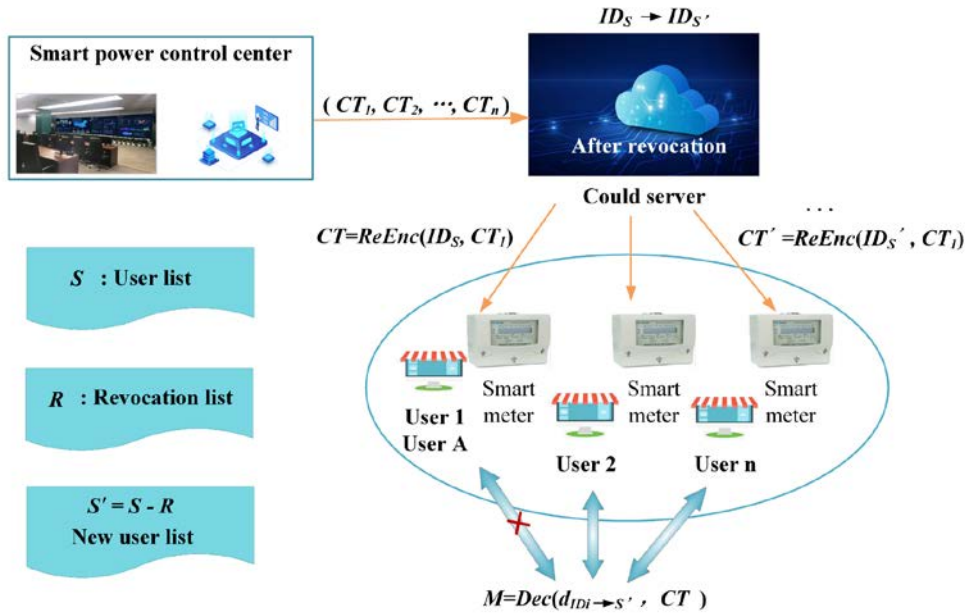 ID_S → ID_S′
Smart power control center
( CT_1, CT_2, ⋯, CT_n)
After revocation
Could server
. . .
CT=ReEnc(ID_S, CT_1)
CT′ =ReEnc(ID_S′ , CT_1)
S : User list
Smart meter
Smart meter
Smart meter
R : Revocation list
User 1
User A
User 2
User n
S′ = S - R
New user list
M=Dec(d_{IDi→S′} , CT )